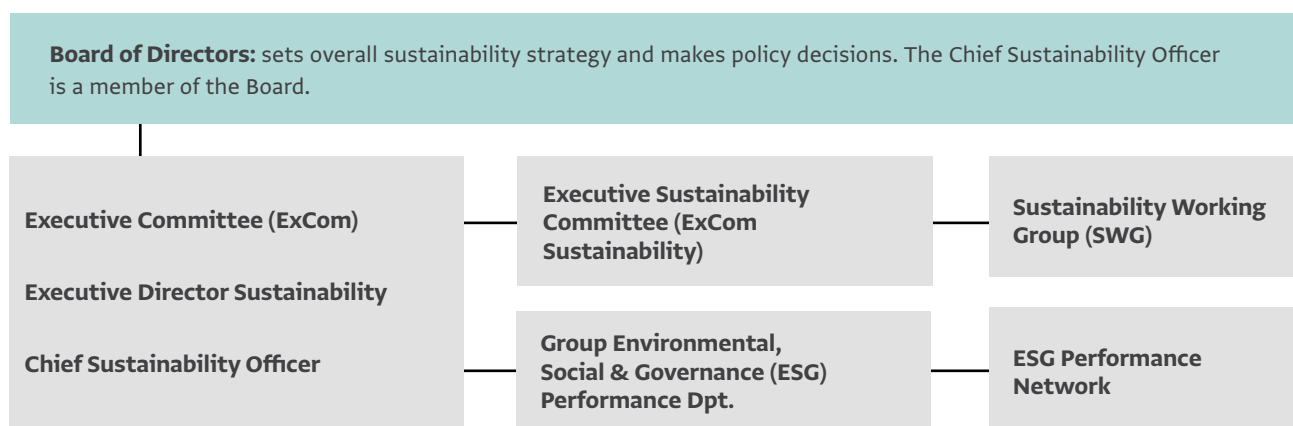 Board of Directors: sets overall sustainability strategy and makes policy decisions. The Chief Sustainability Officer
is a member of the Board.
Executive Committee (ExCom)
Executive Director Sustainability
Chief Sustainability Officer
Executive Sustainability
Committee (ExCom
Sustainability)
Sustainability Working
Group (SWG)
Group Environmental,
Social & Governance (ESG)
Performance Dpt.
ESG Performance
Network